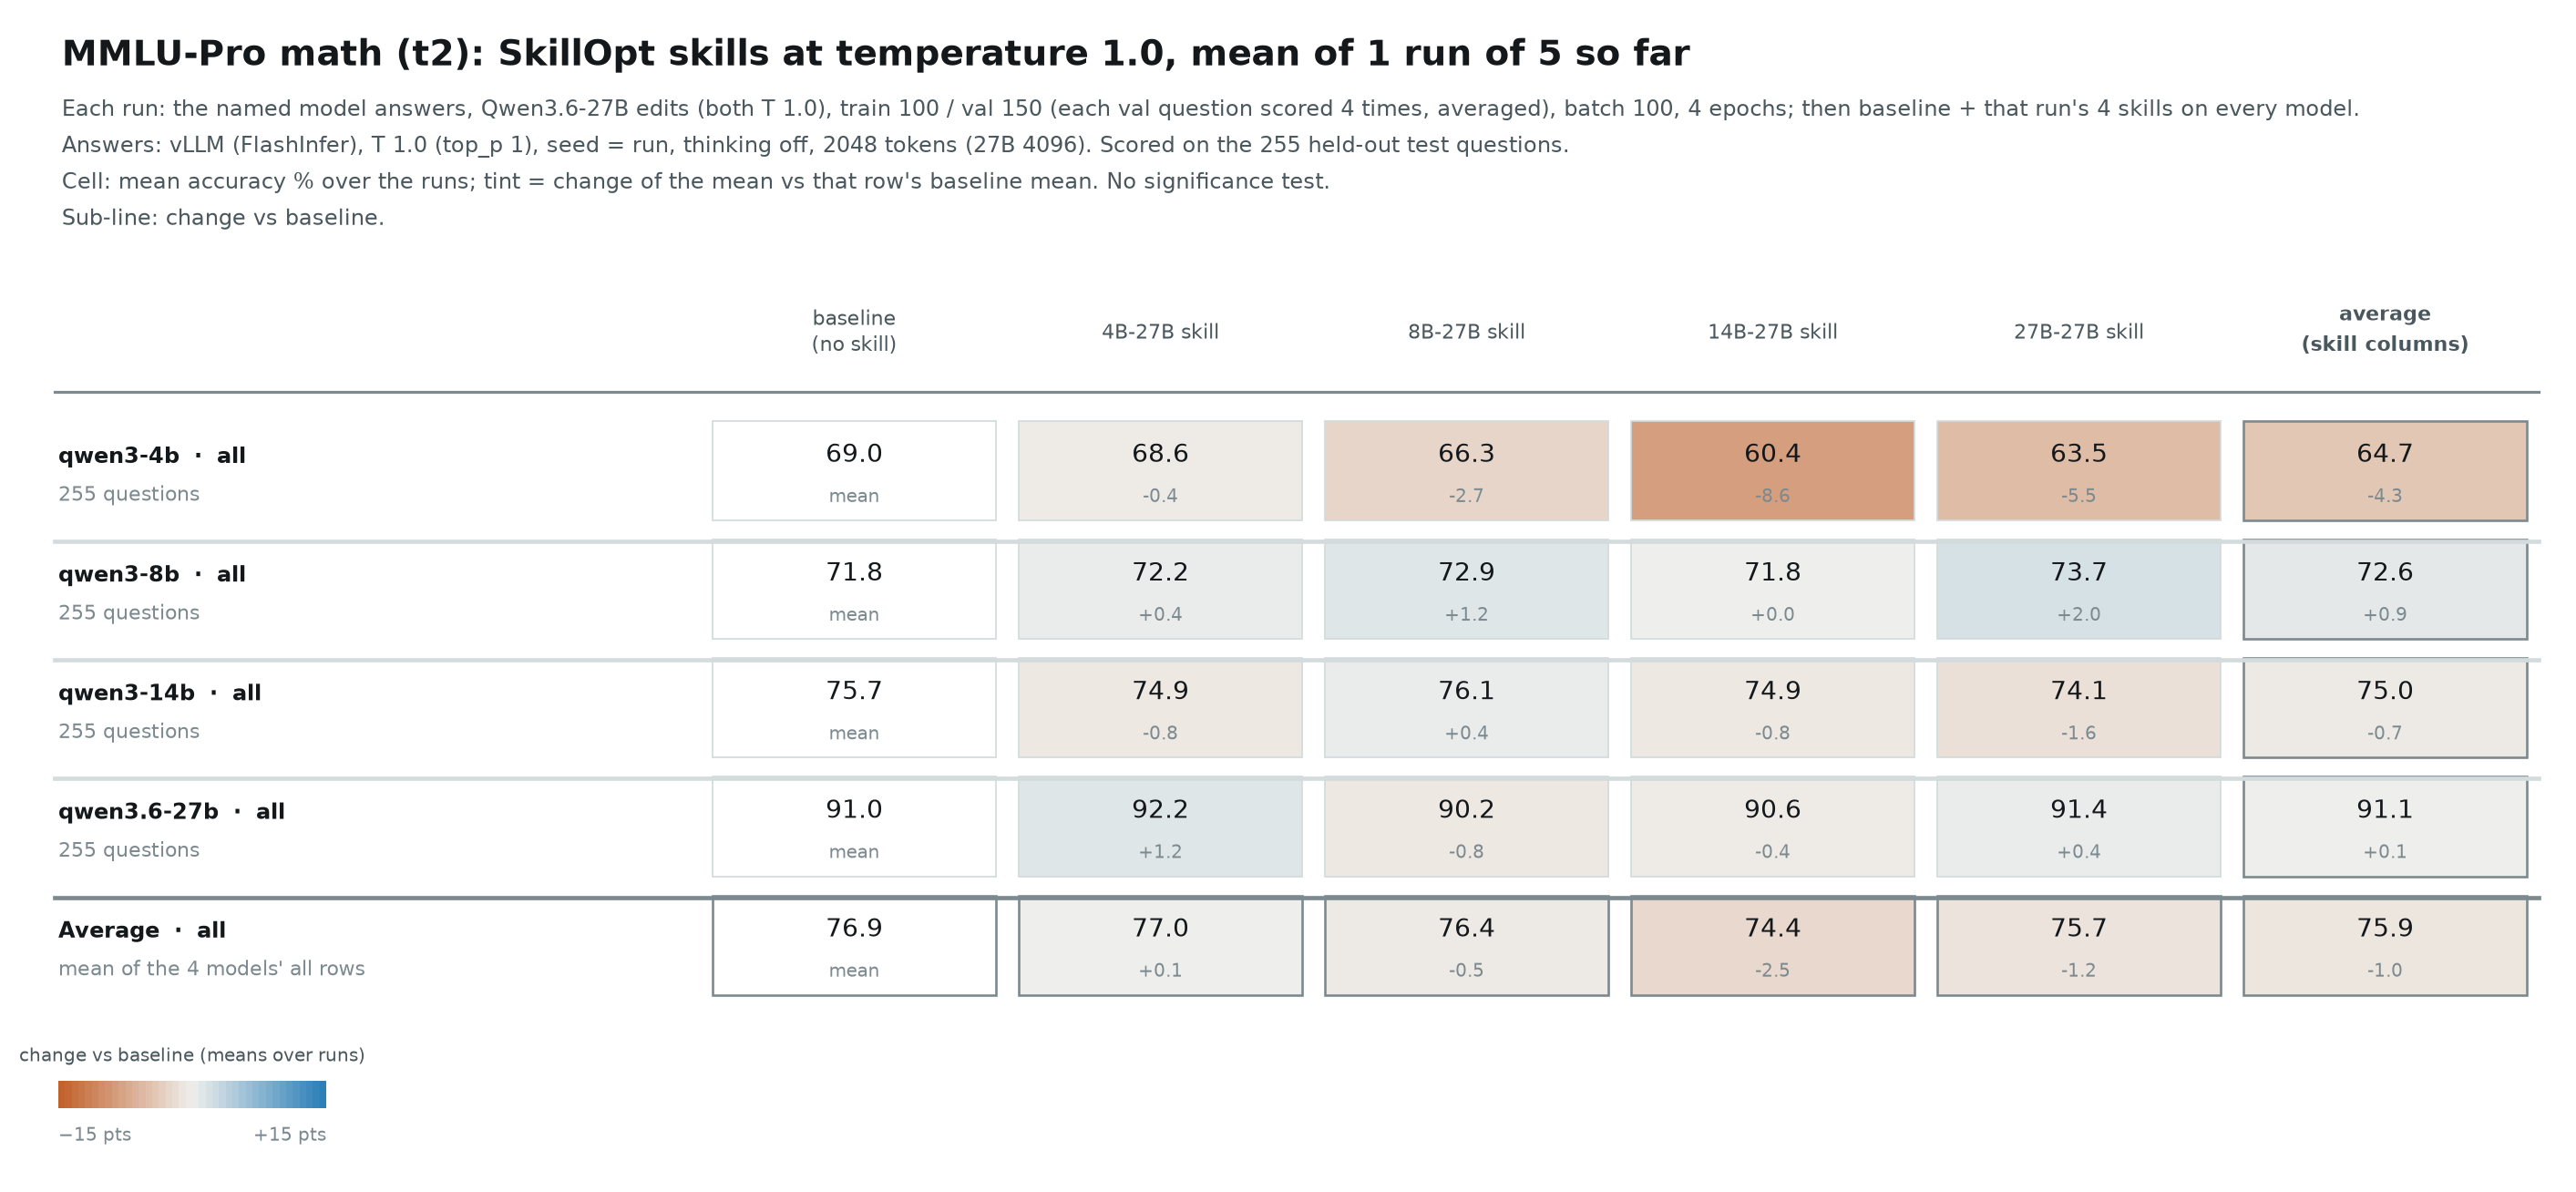 MMLU-Pro math (t2): SkillOpt skills at temperature 1.0, mean of 1 run of 5 so far
Each run: the named model answers, Qwen3.6-27B edits (both T 1.0), train 100 / val 150 (each val question scored 4 times, averaged), batch 100, 4 epochs; then baseline + that run's 4 skills on every model.
Answers: vLLM (FlashInfer), T 1.0 (top_p 1), seed = run, thinking off, 2048 tokens (27B 4096). Scored on the 255 held-out test questions.
Cell: mean accuracy % over the runs; tint = change of the mean vs that row's baseline mean. No significance test.
Sub-line: change vs baseline.
baseline
(no skill)
4B-27B skill
8B-27B skill
14B-27B skill
27B-27B skill
average
(skill columns)
qwen3-4b · all
255 questions
69.0 68.6 66.3 60.4 63.5 64.7
mean -0.4 -2.7 -8.6 -5.5 -4.3
qwen3-8b · all
255 questions
71.8 72.2 72.9 71.8 73.7 72.6
mean +0.4 +1.2 +0.0 +2.0 +0.9
qwen3-14b · all
255 questions
75.7 74.9 76.1 74.9 74.1 75.0
mean -0.8 +0.4 -0.8 -1.6 -0.7
qwen3.6-27b · all
255 questions
91.0 92.2 90.2 90.6 91.4 91.1
mean +1.2 -0.8 -0.4 +0.4 +0.1
Average · all
mean of the 4 models' all rows
76.9 77.0 76.4 74.4 75.7 75.9
mean +0.1 -0.5 -2.5 -1.2 -1.0
change vs baseline (means over runs)
−15 pts +15 pts